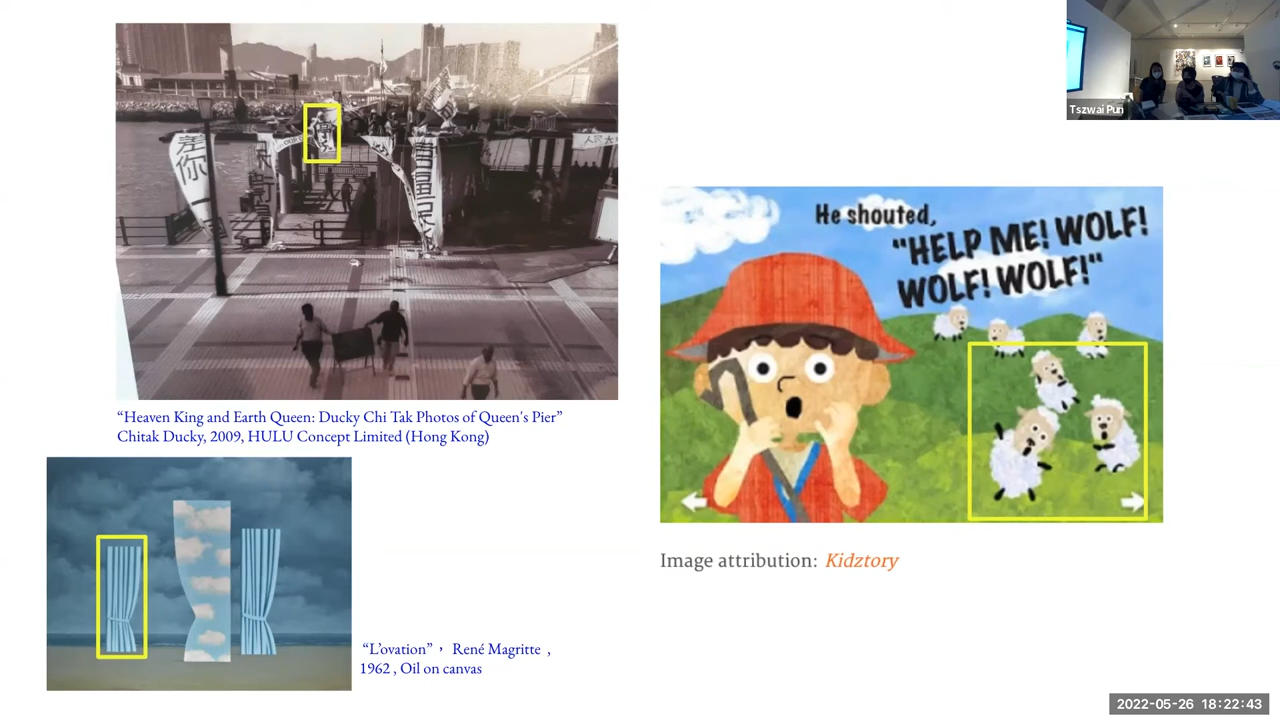 差
你
“Heaven King and Earth Queen: Ducky Chi Tak Photos of Queen's Pier”
Chitak Ducky, 2009, HULU Concept Limited (Hong Kong)
“L’ovation” ， René Magritte ,
1962 , Oil on canvas
He shouted,
“HELP ME! WOLF!
WOLF! WOLF!“
Image attribution: Kidztory
Tszwai Pun
2022-05-26 18:22:43